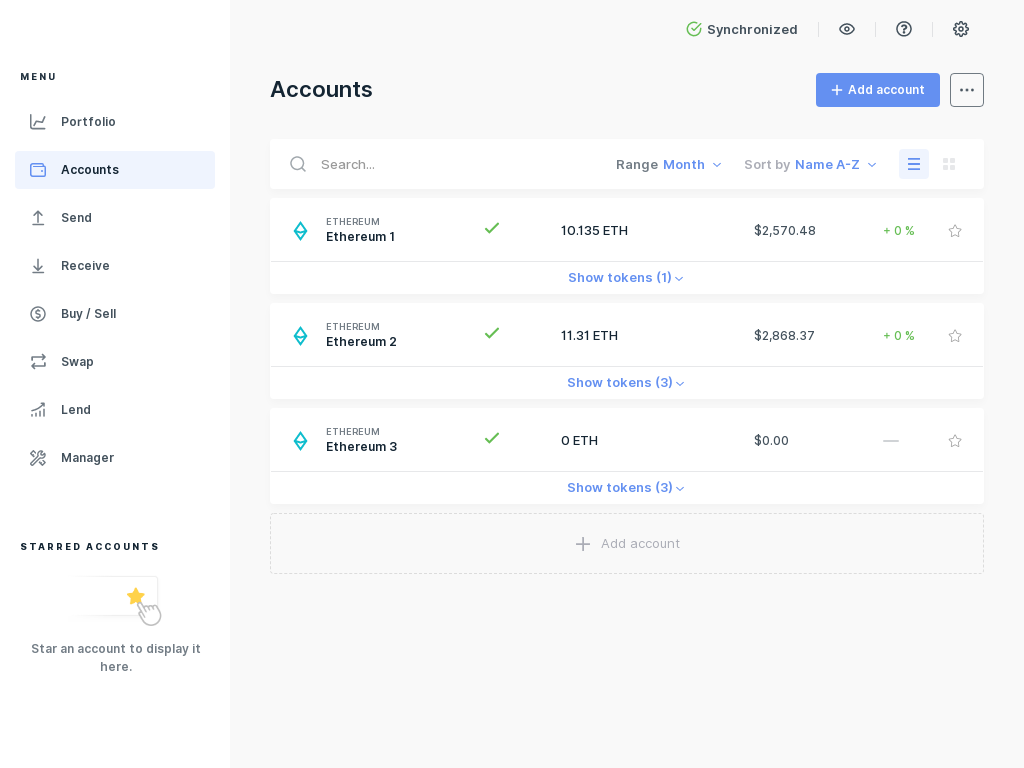 Synchronized
MENU
Portfolio
Accounts
Send
Receive
Buy / Sell
Swap
Lend
Manager
STARRED ACCOUNTS
Star an account to display it
here.
Accounts
Add account
Search...
Range Month
Sort by Name A-Z
ETHEREUM
Ethereum 1
10.135 ETH
$2,570.48
+ 0 %
Show tokens (1)
ETHEREUM
Ethereum 2
11.31 ETH
$2,868.37
+ 0 %
Show tokens (3)
ETHEREUM
Ethereum 3
0 ETH
$0.00
—
Show tokens (3)
Add account